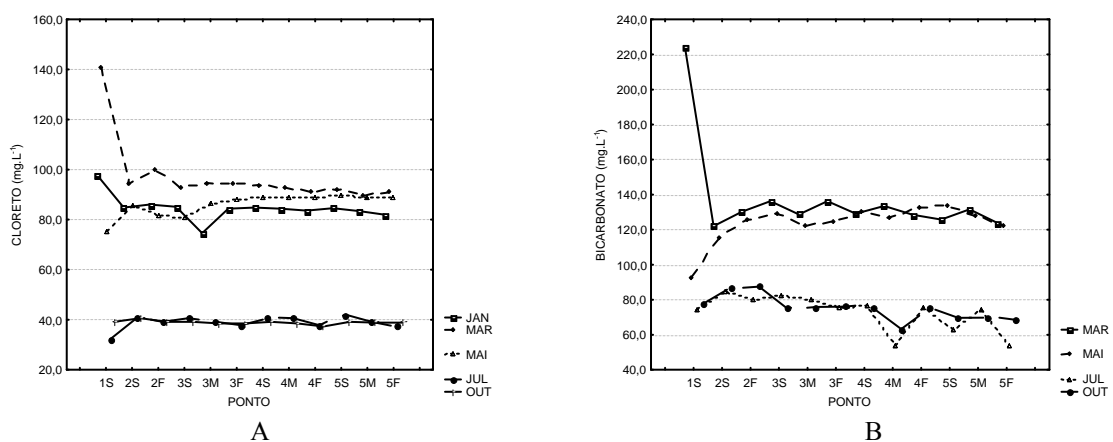 160,0
140,0
120,0
100,0
80,0
60,0
40,0
20,0
CLORETO (mg.L⁻¹)
1S 2S 2F 3S 3M 3F 4S 4M 4F 5S 5M 5F
PONTO
JAN
MAR
MAI
JUL
OUT
A
240,0
220,0
200,0
180,0
160,0
140,0
120,0
100,0
80,0
60,0
40,0
BICARBONATO (mg.L⁻¹)
1S 2S 2F 3S 3M 3F 4S 4M 4F 5S 5M 5F
PONTO
MAR
MAI
JUL
OUT
B